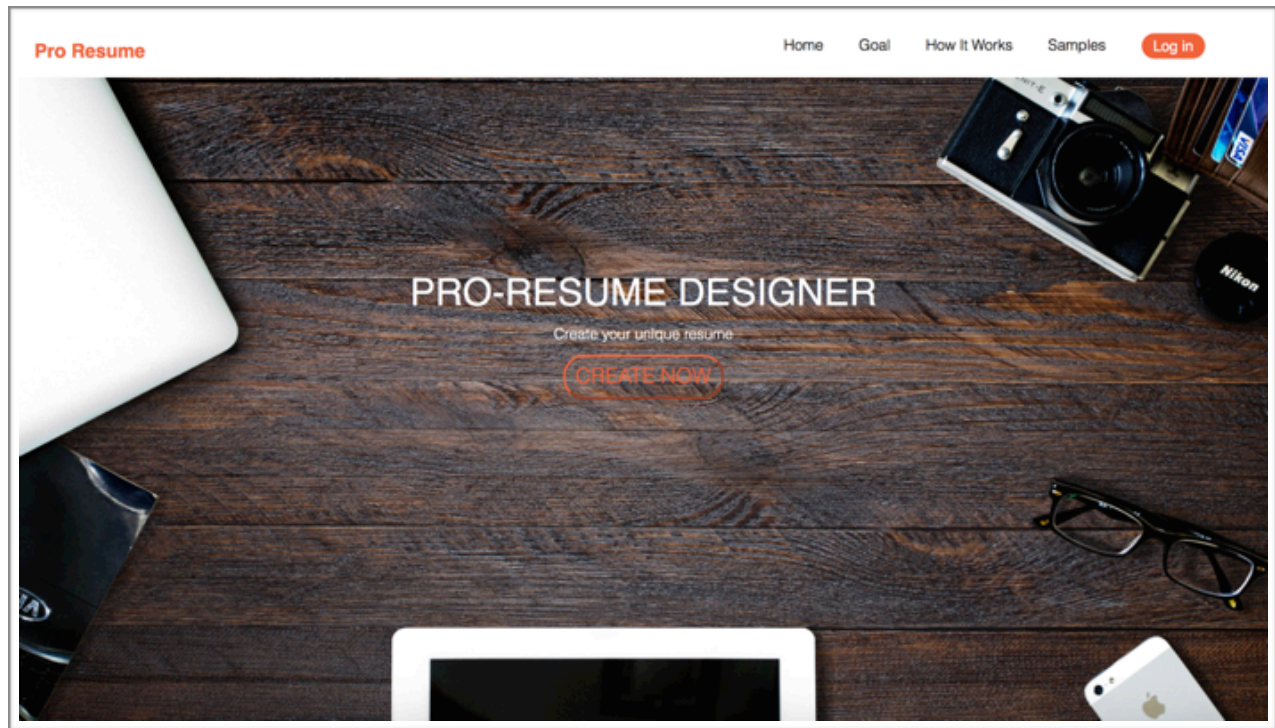 Pro Resume
Home Goal How It Works Samples Log in
VISA
Nikon
PRO-RESUME DESIGNER
Create your unique resume
CREATE NOW